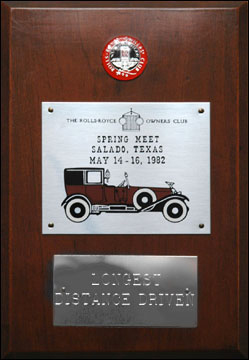 THE ROLLS-ROYCE OWNERS CLUB
SPRING MEET
SALADO, TEXAS
MAY 14-16, 1982
LONGEST
DISTANCE DRIVEN